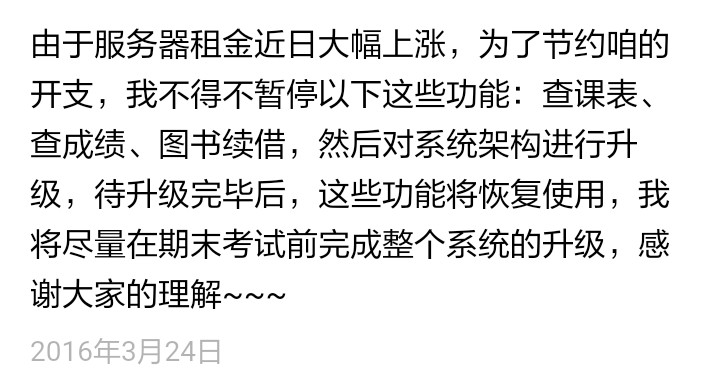 由于服务器租金近日大幅上涨，为了节约咱的
开支，我不得不暂停以下这些功能：查课表、
查成绩、图书续借，然后对系统架构进行升
级，待升级完毕后，这些功能将恢复使用，我
将尽量在期末考试前完成整个系统的升级，感
谢大家的理解~~~
2016年3月24日